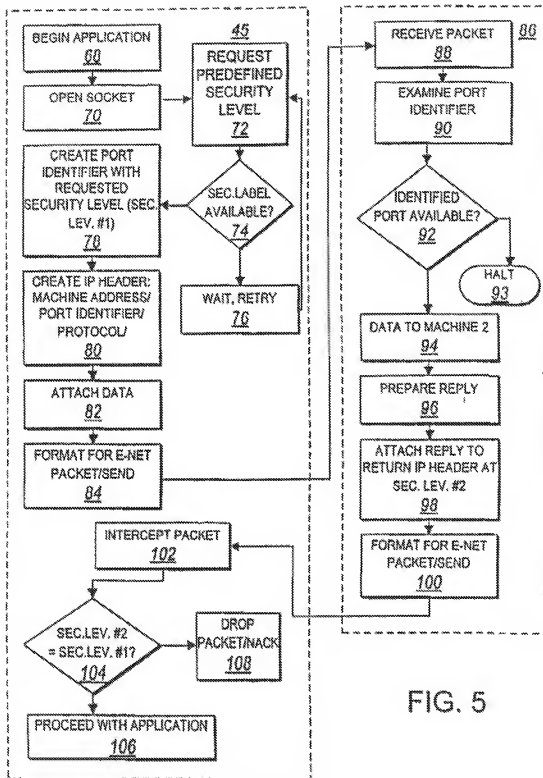 BEGIN APPLICATION
68
OPEN SOCKET
70
45
REQUEST
PREDEFINED
SECURITY
LEVEL
72
SEC.LABEL
AVAILABLE?
74
WAIT, RETRY
76
CREATE PORT
IDENTIFIER WITH
REQUESTED
SECURITY LEVEL (SEC.
LEV. #1)
78
CREATE IP HEADER:
MACHINE ADDRESS/
PORT IDENTIFIER/
PROTOCOL/
80
ATTACH DATA
82
FORMAT FOR E-NET
PACKET/SEND
84
86
RECEIVE PACKET
88
EXAMINE PORT
IDENTIFIER
90
IDENTIFIED
PORT AVAILABLE?
92
HALT
93
DATA TO MACHINE 2
94
PREPARE REPLY
96
ATTACH REPLY TO
RETURN IP HEADER AT
SEC. LEV. #2
98
FORMAT FOR E-NET
PACKET/SEND
100
INTERCEPT PACKET
102
SEC.LEV. #2
= SEC.LEV. #1?
104
DROP
PACKET/NACK
108
PROCEED WITH APPLICATION
106
FIG. 5